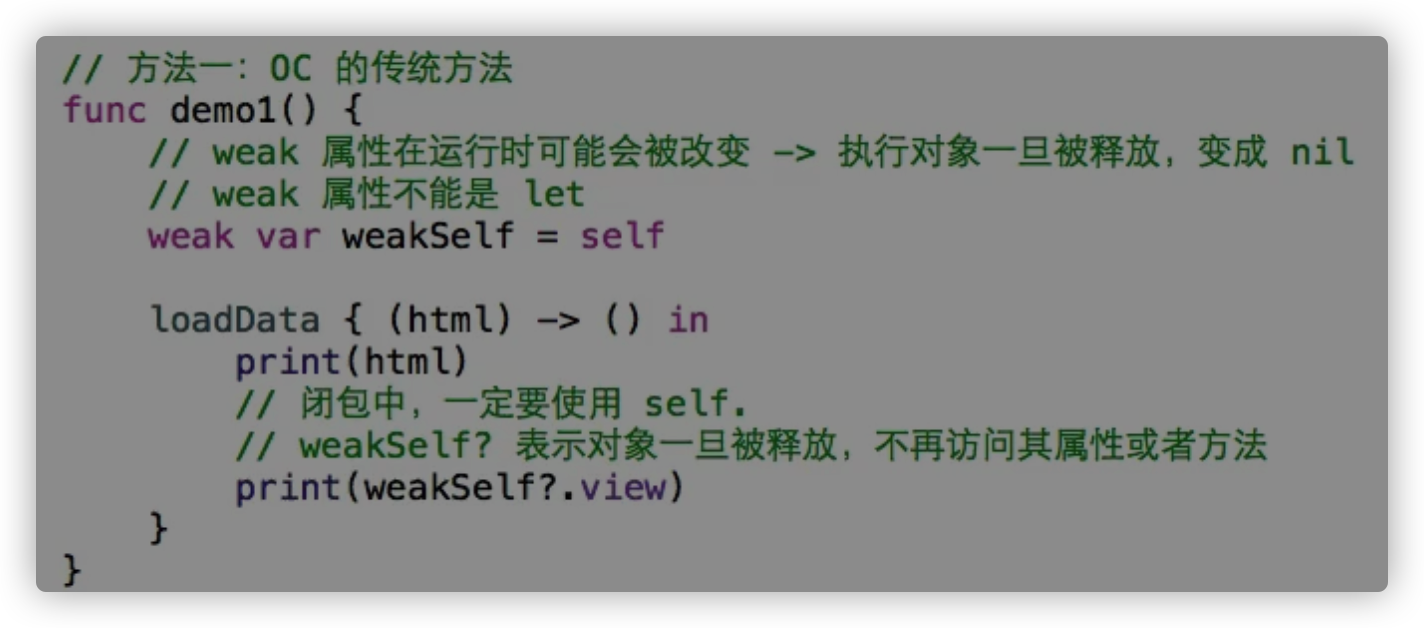 // 方法一：OC 的传统方法
func demo1() {
    // weak 属性在运行时可能会被改变 -> 执行对象一旦被释放，变成 nil
    // weak 属性不能是 let
    weak var weakSelf = self

    loadData { (html) -> () in
        print(html)
        // 闭包中，一定要使用 self.
        // weakSelf? 表示对象一旦被释放，不再访问其属性或者方法
        print(weakSelf?.view)
    }
}